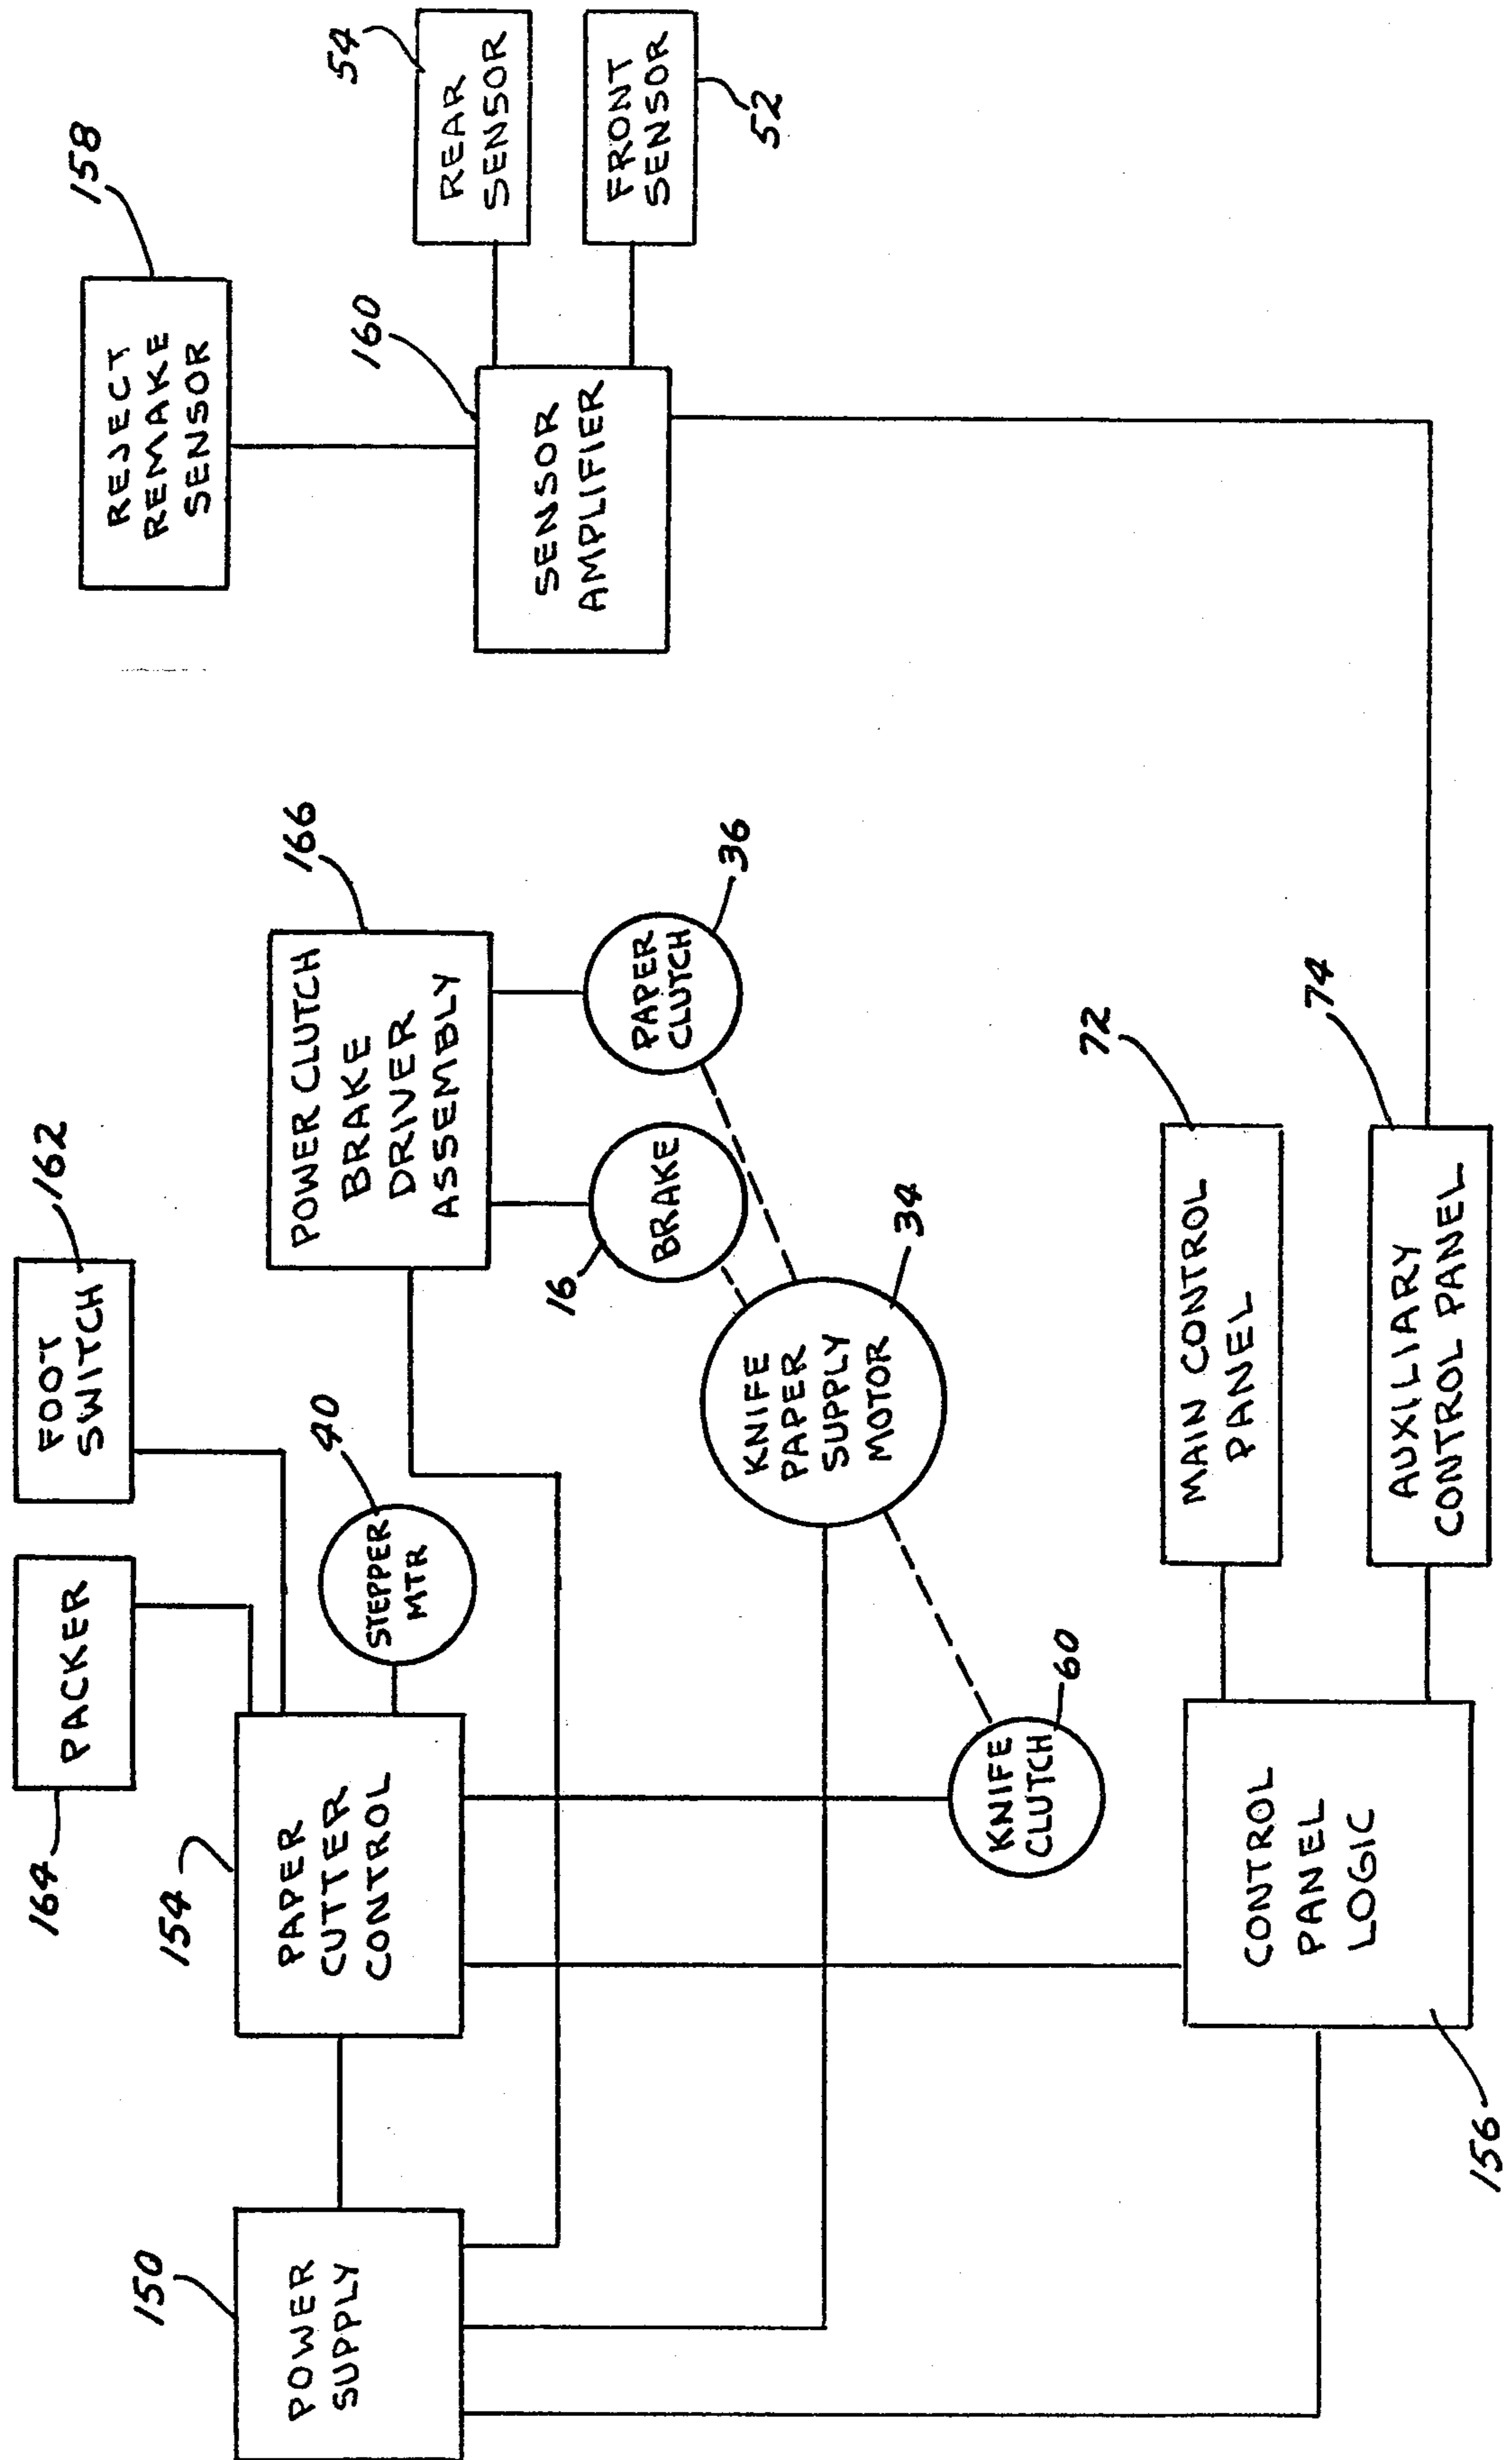 158
REJECT
REMAKE
SENSOR
54
REAR
SENSOR
FRONT
SENSOR
52
160
SENSOR
AMPLIFIER
162
FOOT
SWITCH
164
PACKER
166
POWER CLUTCH
BRAKE
DRIVER
ASSEMBLY
PAPER
CLUTCH
36
16
BRAKE
40
STEPPER
MTR
154
PAPER
CUTTER
CONTROL
150
POWER
SUPPLY
KNIFE
PAPER
SUPPLY
MOTOR
34
KNIFE
CLUTCH
60
72
MAIN CONTROL
PANEL
74
AUXILIARY
CONTROL PANEL
CONTROL
PANEL
LOGIC
156